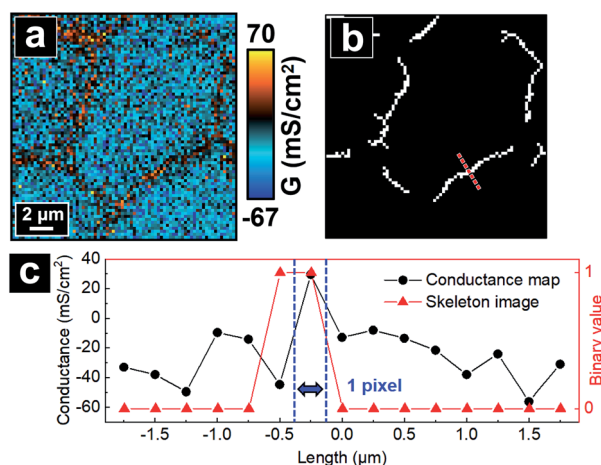 a
70
G (mS/cm²)
-67
2 µm
b
c
Conductance (mS/cm²)
40
20
0
-20
-40
-60
Conductance map
Skeleton image
1 pixel
1
0
Binary value
-1.5 -1.0 -0.5 0.0 0.5 1.0 1.5
Length (µm)